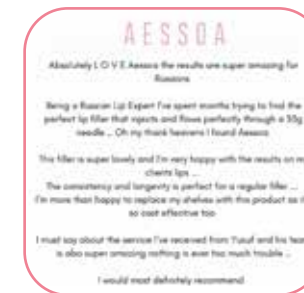 AESSOA
Absolutely L O V E Aessoa the results are super amazing for
Russians
Being a Russian Lip Expert I've spent months trying to find the
perfect lip filler that injects and flows perfectly through a 30g
needle ... Oh my thank heavens I found Aessoa
This filler is super lovely and I'm very happy with the results on m
clients lips ...
The consistency and longevity is perfect for a regular filler ...
I'm more than happy to replace my shelves with this product as i
so cost effective too
I must say about the service I've received from Yusuf and his tea
is also super amazing nothing is ever too much trouble ...
I would most definitely recommend